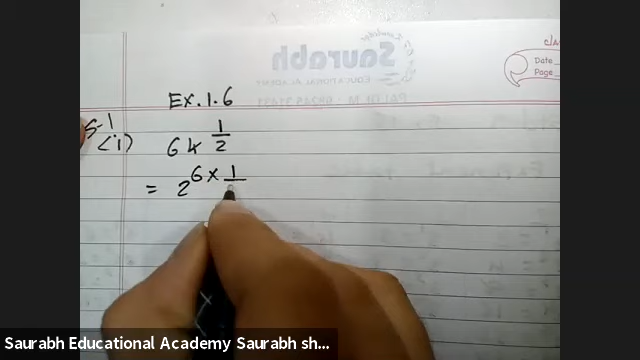 Saurabh
EDUCATIONAL ACADEMY
Date
Page
Ex.1.6
(i) 64 1/2
= 2 6 × 1/
Saurabh Educational Academy Saurabh sh...